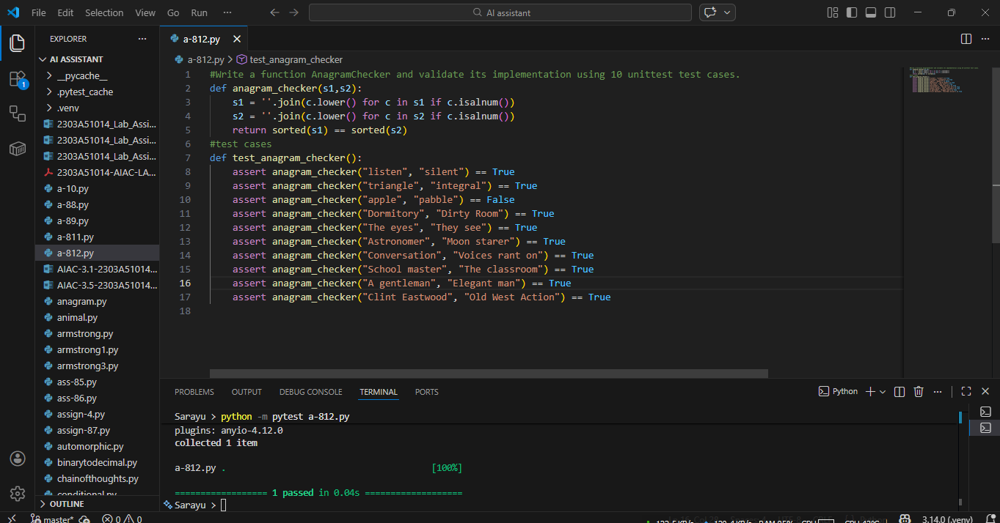 File Edit Selection View Go Run ··· AI assistant
EXPLORER ···
AI ASSISTANT
__pycache__
.pytest_cache
.venv
2303A51014_Lab_Assi...
2303A51014_Lab_Assi...
2303A51014_Lab_Assi...
2303A51014-AIAC-LA...
a-10.py
a-88.py
a-89.py
a-811.py
a-812.py
AIAC-3.1-2303A51014...
AIAC-3.5-2303A51014...
anagram.py
animal.py
armstrong.py
armstrong1.py
armstrong3.py
ass-85.py
ass-86.py
assign-4.py
assign-87.py
automorphic.py
binarytodecimal.py
chainofthoughts.py
conditional.py
OUTLINE
1
a-812.py
a-812.py > test_anagram_checker
1 #Write a function AnagramChecker and validate its implementation using 10 unittest test cases.
2 def anagram_checker(s1,s2):
3     s1 = ''.join(c.lower() for c in s1 if c.isalnum())
4     s2 = ''.join(c.lower() for c in s2 if c.isalnum())
5     return sorted(s1) == sorted(s2)
6 #test cases
7 def test_anagram_checker():
8     assert anagram_checker("listen", "silent") == True
9     assert anagram_checker("triangle", "integral") == True
10     assert anagram_checker("apple", "pabble") == False
11     assert anagram_checker("Dormitory", "Dirty Room") == True
12     assert anagram_checker("The eyes", "They see") == True
13     assert anagram_checker("Astronomer", "Moon starer") == True
14     assert anagram_checker("Conversation", "Voices rant on") == True
15     assert anagram_checker("School master", "The classroom") == True
16     assert anagram_checker("A gentleman", "Elegant man") == True
17     assert anagram_checker("Clint Eastwood", "Old West Action") == True
18
PROBLEMS OUTPUT DEBUG CONSOLE TERMINAL PORTS Python
Sarayu > python -m pytest a-812.py
plugins: anyio-4.12.0
collected 1 item
a-812.py . [100%]
================== 1 passed in 0.04s ===================
Sarayu >
master* 0 0 3.14.0 (.venv)